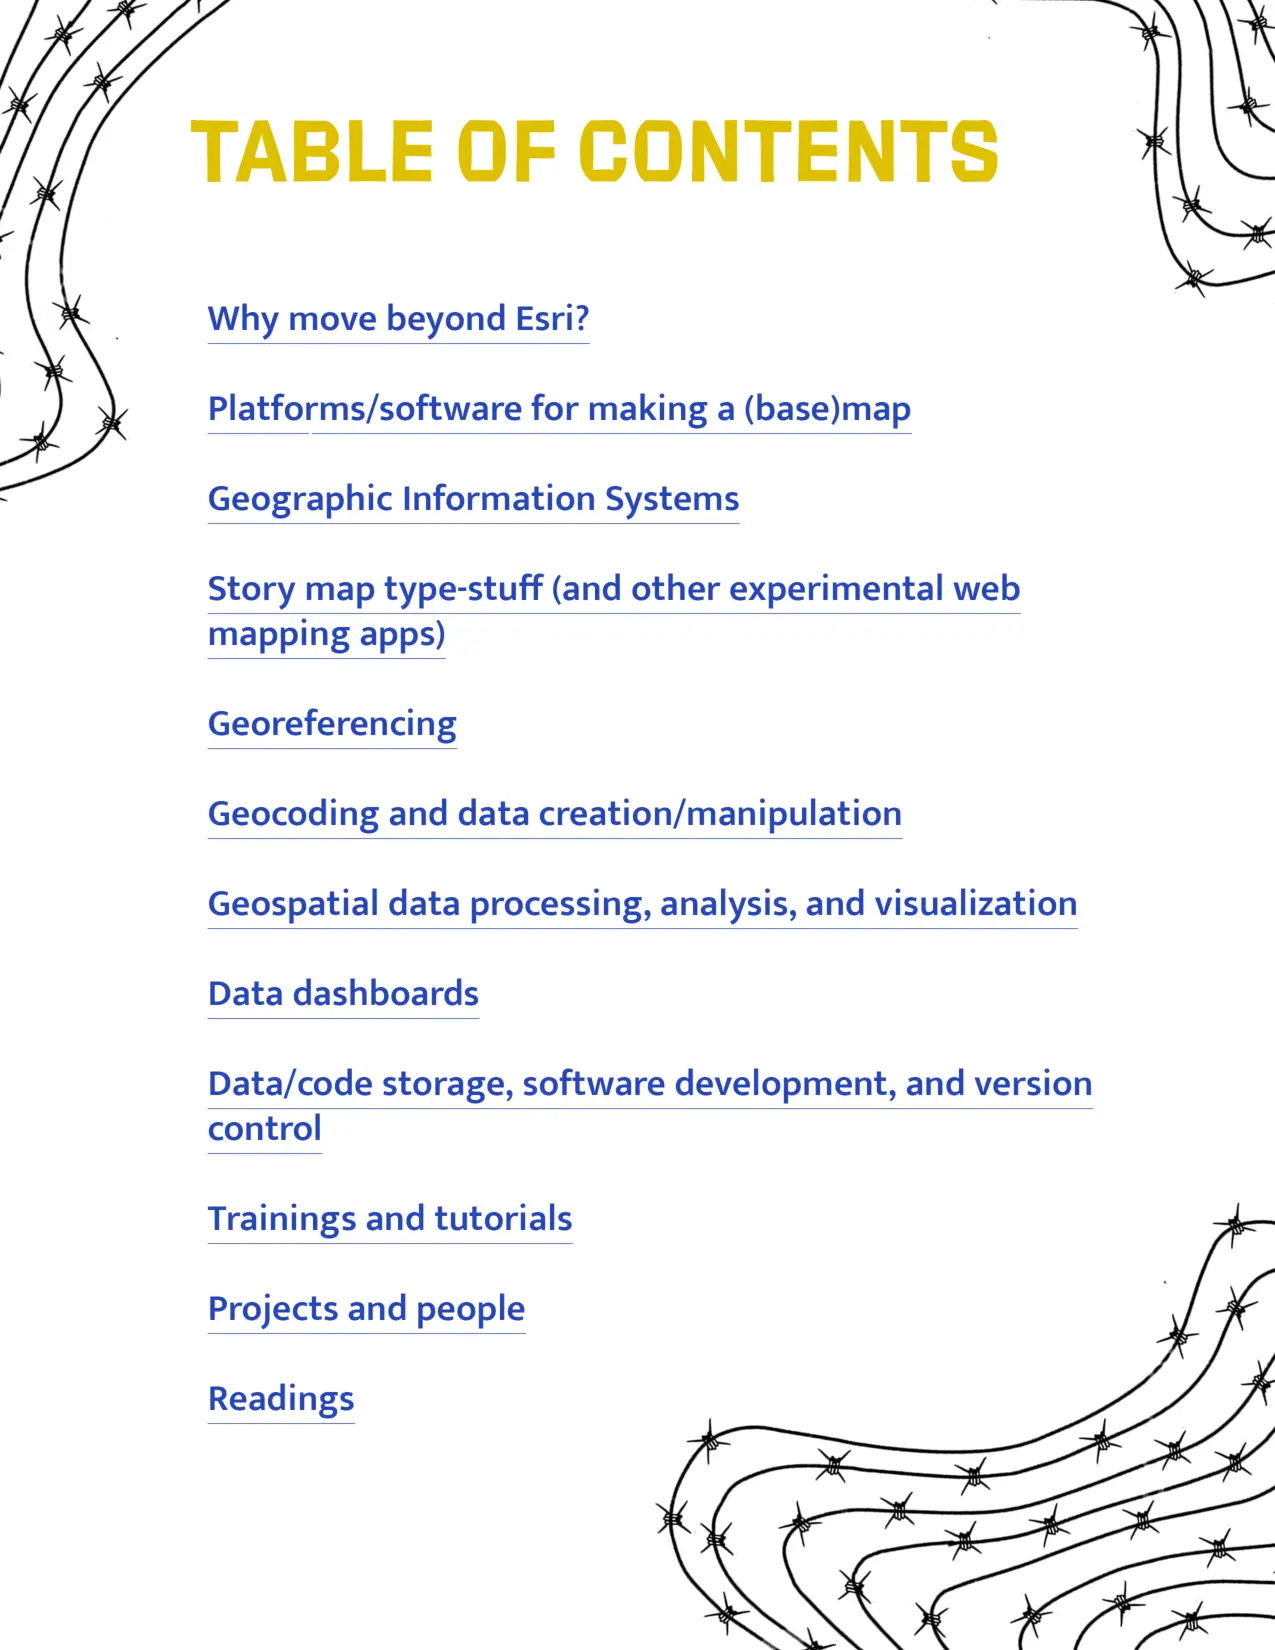 TABLE OF CONTENTS
Why move beyond Esri?
Platforms/software for making a (base)map
Geographic Information Systems
Story map type-stuff (and other experimental web
mapping apps)
Georeferencing
Geocoding and data creation/manipulation
Geospatial data processing, analysis, and visualization
Data dashboards
Data/code storage, software development, and version
control
Trainings and tutorials
Projects and people
Readings